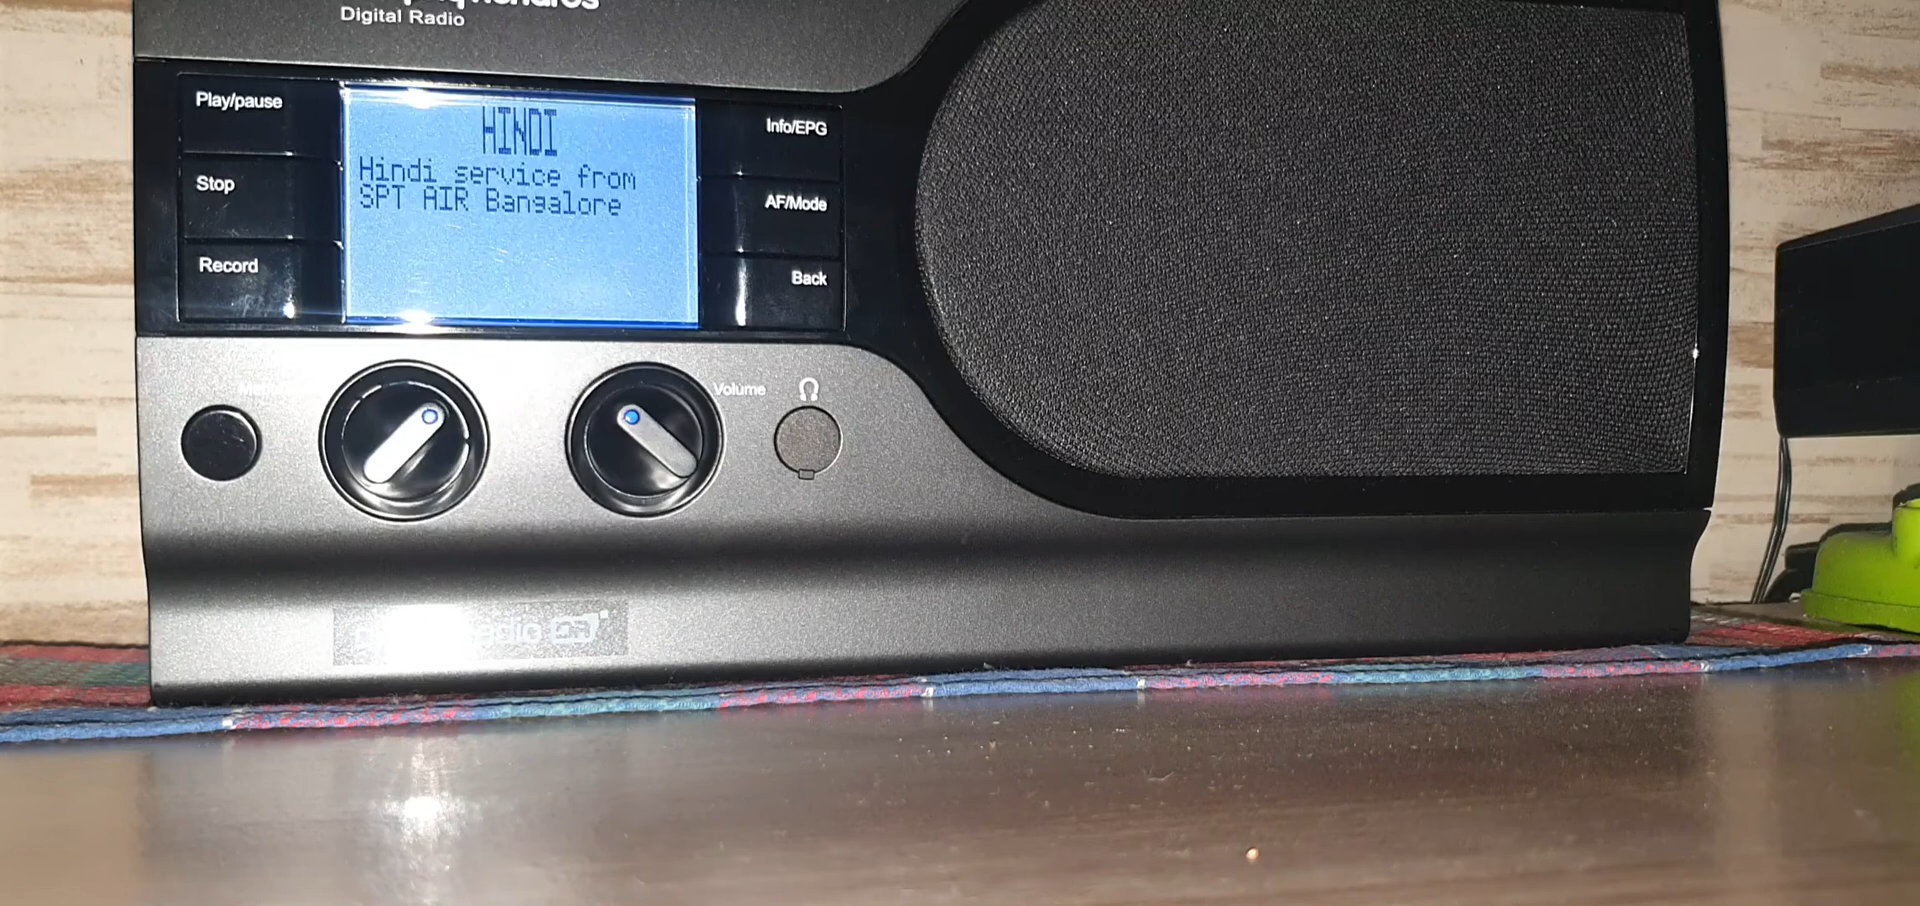 Digital Radio
Play/pause
Stop
Record
HINDI
Hindi service from
SPT AIR Bangalore
Info/EPG
AF/Mode
Back
Volume